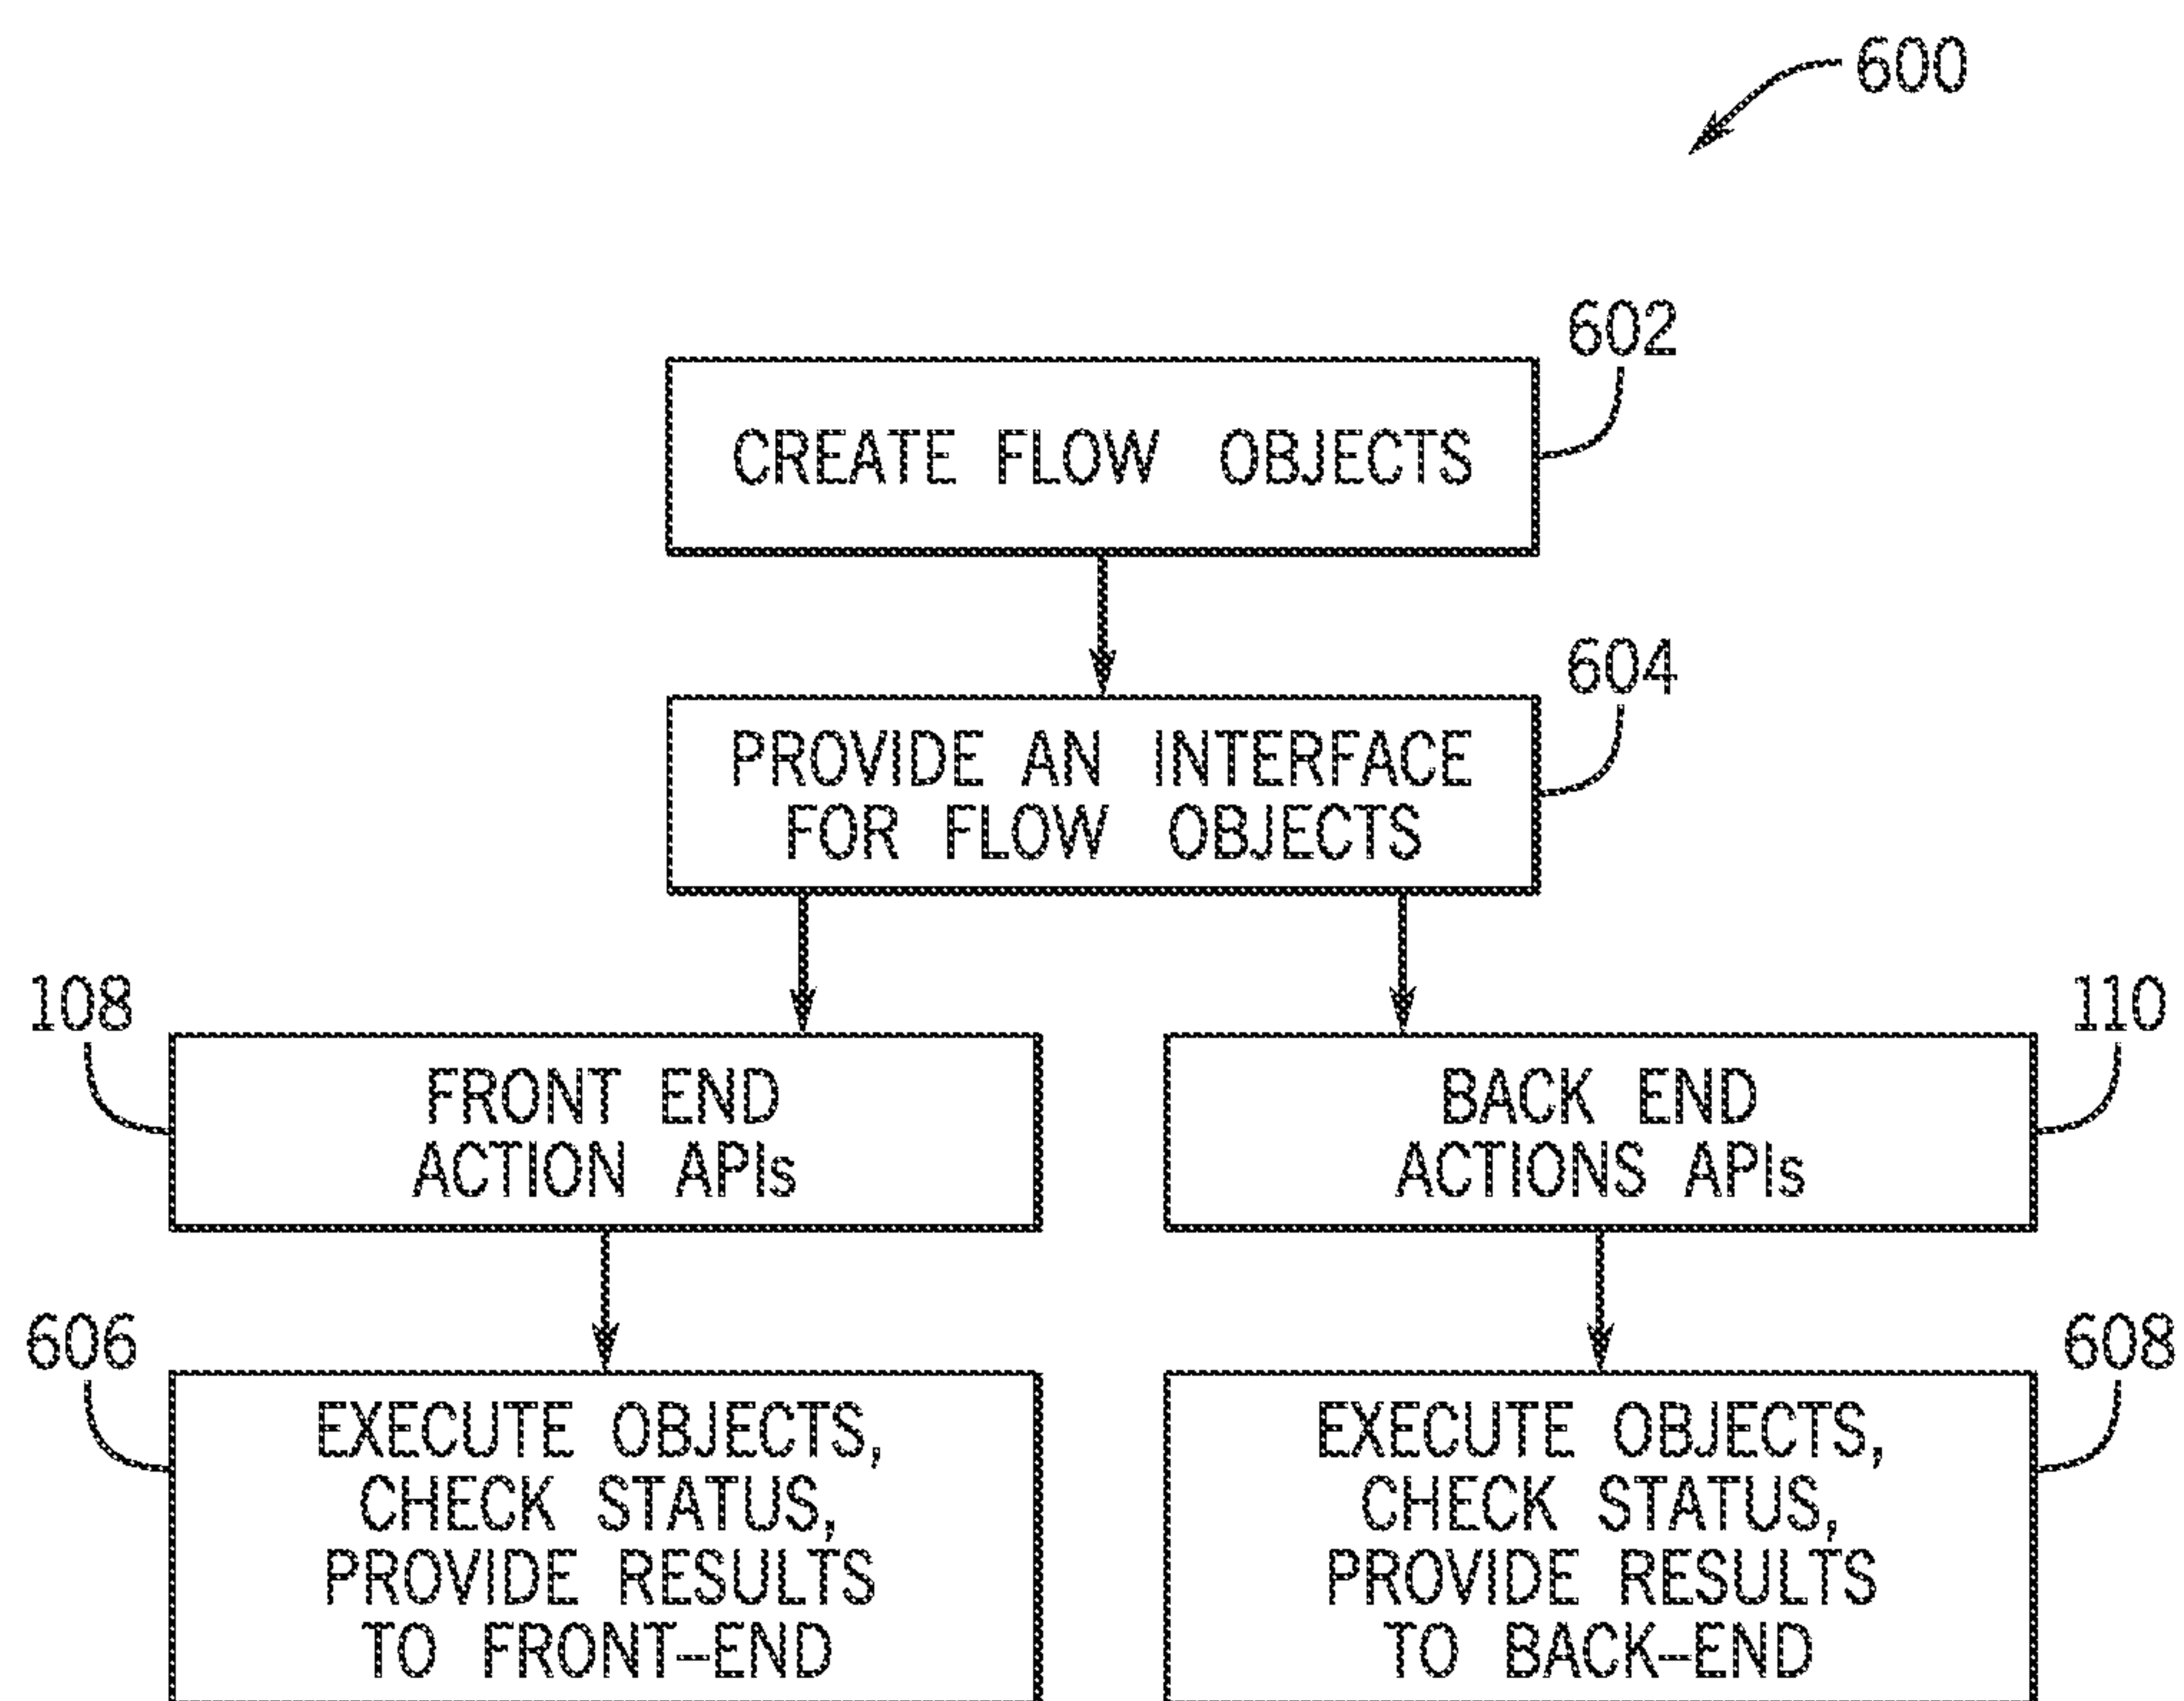 600
602
CREATE FLOW OBJECTS
604
PROVIDE AN INTERFACE
FOR FLOW OBJECTS
108
FRONT END
ACTION APIs
110
BACK END
ACTIONS APIs
606
EXECUTE OBJECTS,
CHECK STATUS,
PROVIDE RESULTS
TO FRONT-END
608
EXECUTE OBJECTS,
CHECK STATUS,
PROVIDE RESULTS
TO BACK-END